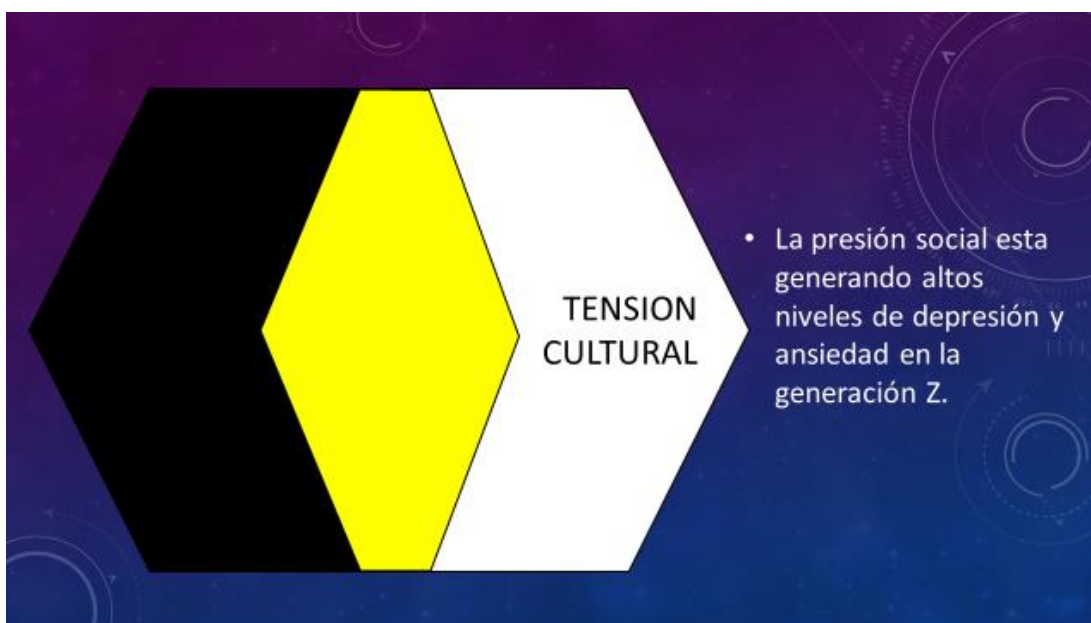 TENSION
CULTURAL
• La presión social esta
generando altos
niveles de depresión y
ansiedad en la
generación Z.